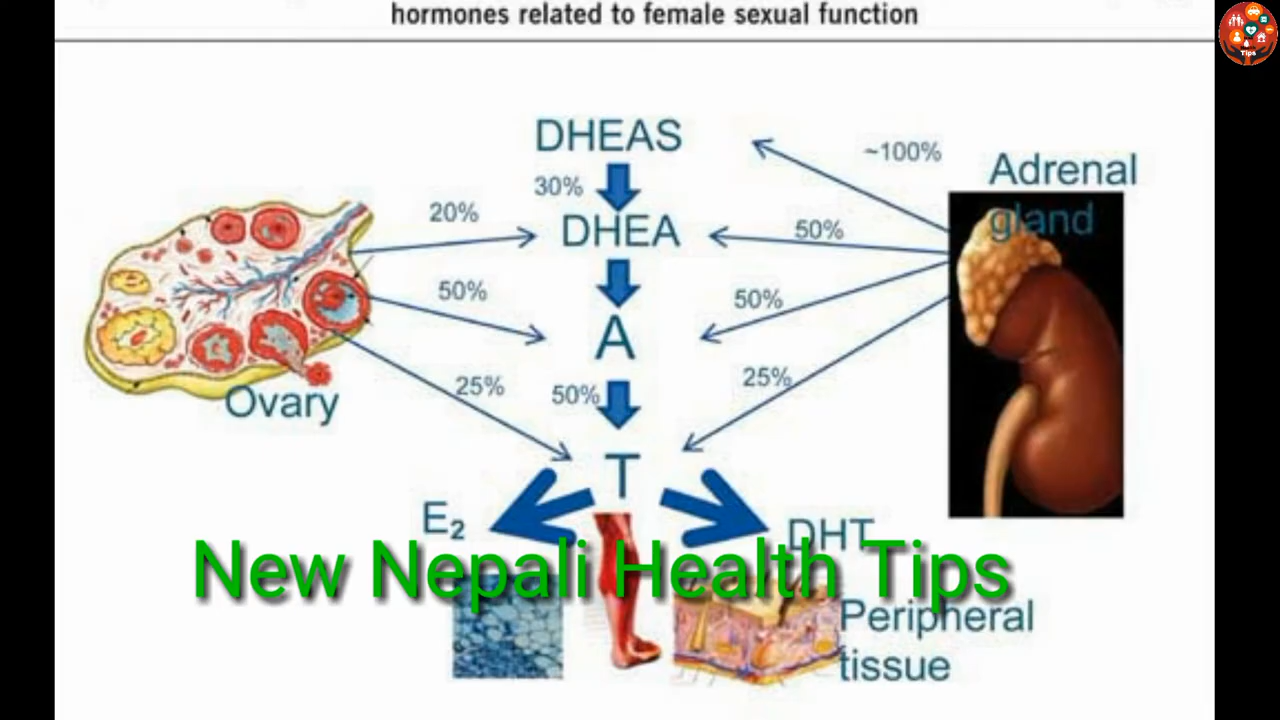 hormones related to female sexual function
Tips
DHEAS
~100%
Adrenal
gland
30%
20%
DHEA
50%
50%
50%
A
25%
50%
25%
T
E₂
DHT
New Nepali Health Tips
Peripheral
tissue
Ovary